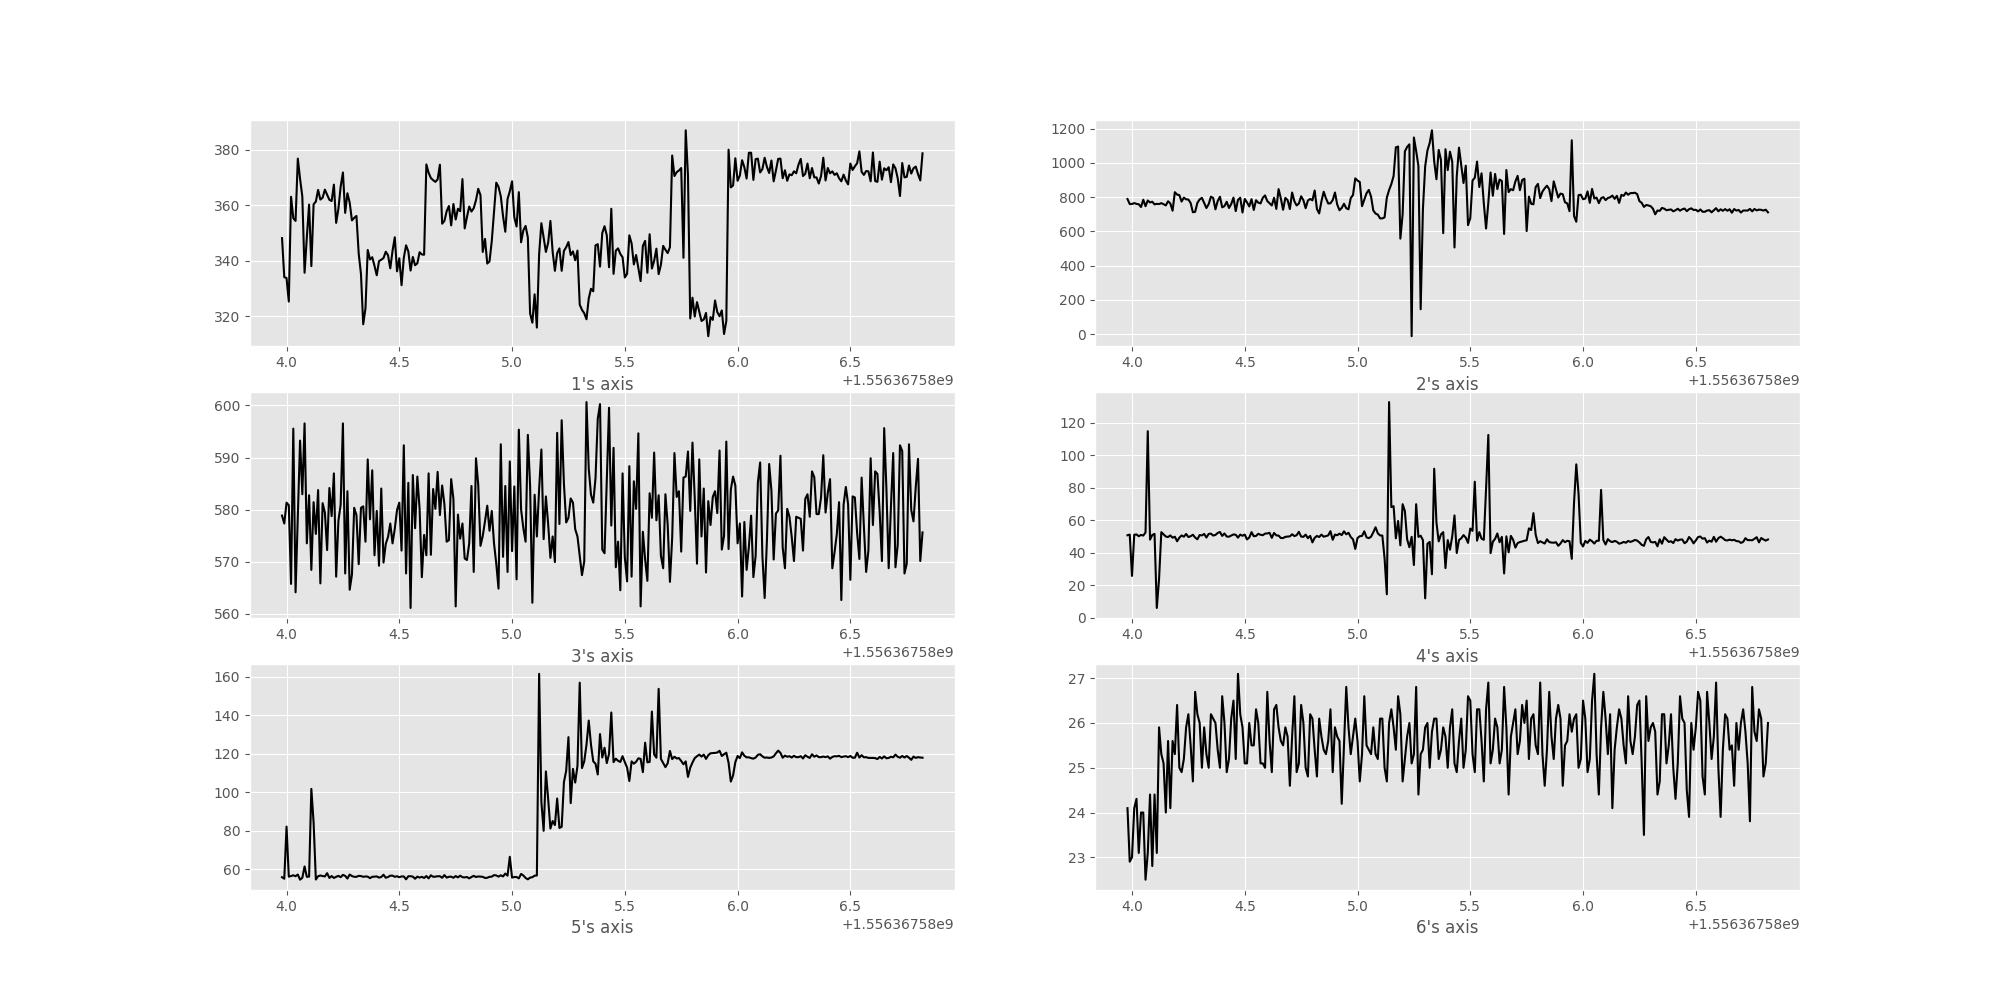 380
360
340
320
4.0 4.5 5.0 5.5 6.0 6.5
1's axis +1.55636758e9
1200
1000
800
600
400
200
0
4.0 4.5 5.0 5.5 6.0 6.5
2's axis +1.55636758e9
600
590
580
570
560
4.0 4.5 5.0 5.5 6.0 6.5
3's axis +1.55636758e9
120
100
80
60
40
20
0
4.0 4.5 5.0 5.5 6.0 6.5
4's axis +1.55636758e9
160
140
120
100
80
60
4.0 4.5 5.0 5.5 6.0 6.5
5's axis +1.55636758e9
27
26
25
24
23
4.0 4.5 5.0 5.5 6.0 6.5
6's axis +1.55636758e9